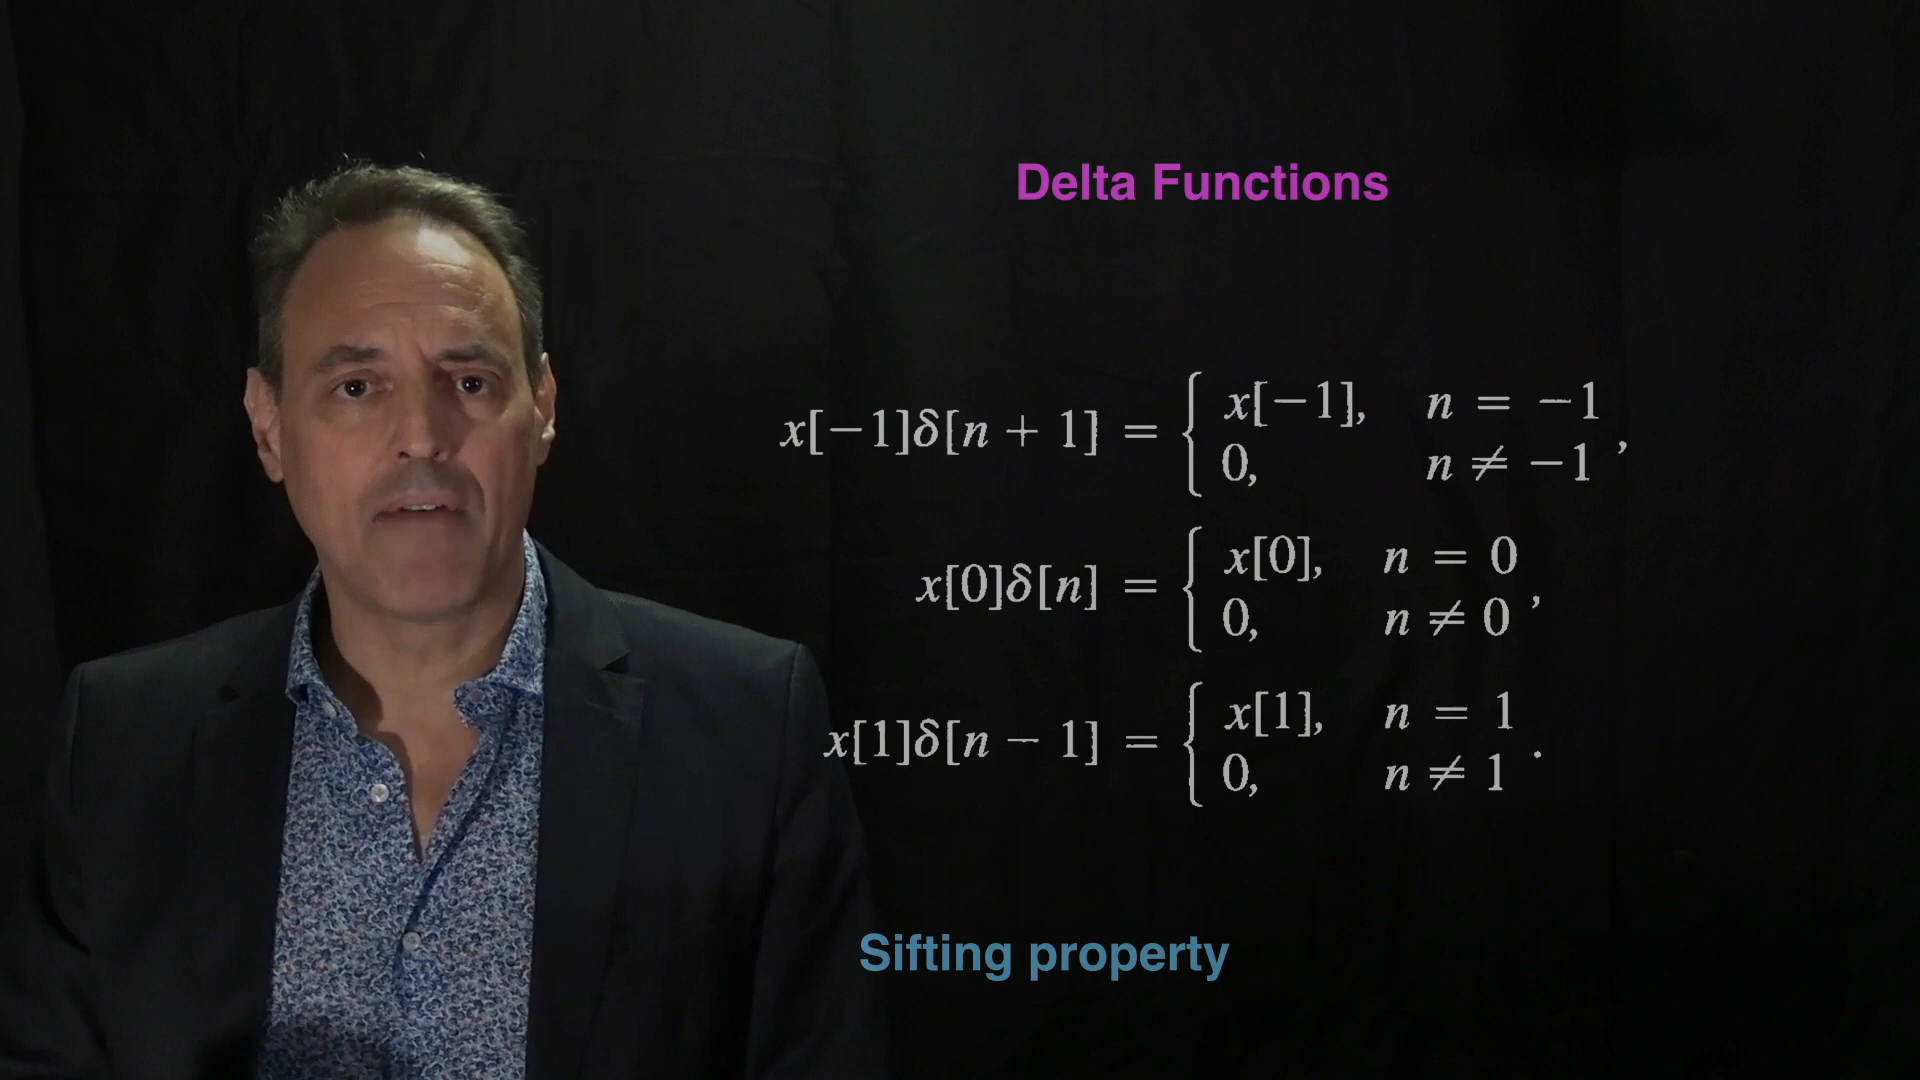 Delta Functions
x[−1]δ[n + 1] = { x[−1], n = −1
0, n ≠ −1 ,
x[0]δ[n] = { x[0], n = 0
0, n ≠ 0 ,
x[1]δ[n − 1] = { x[1], n = 1
0, n ≠ 1 .
Sifting property